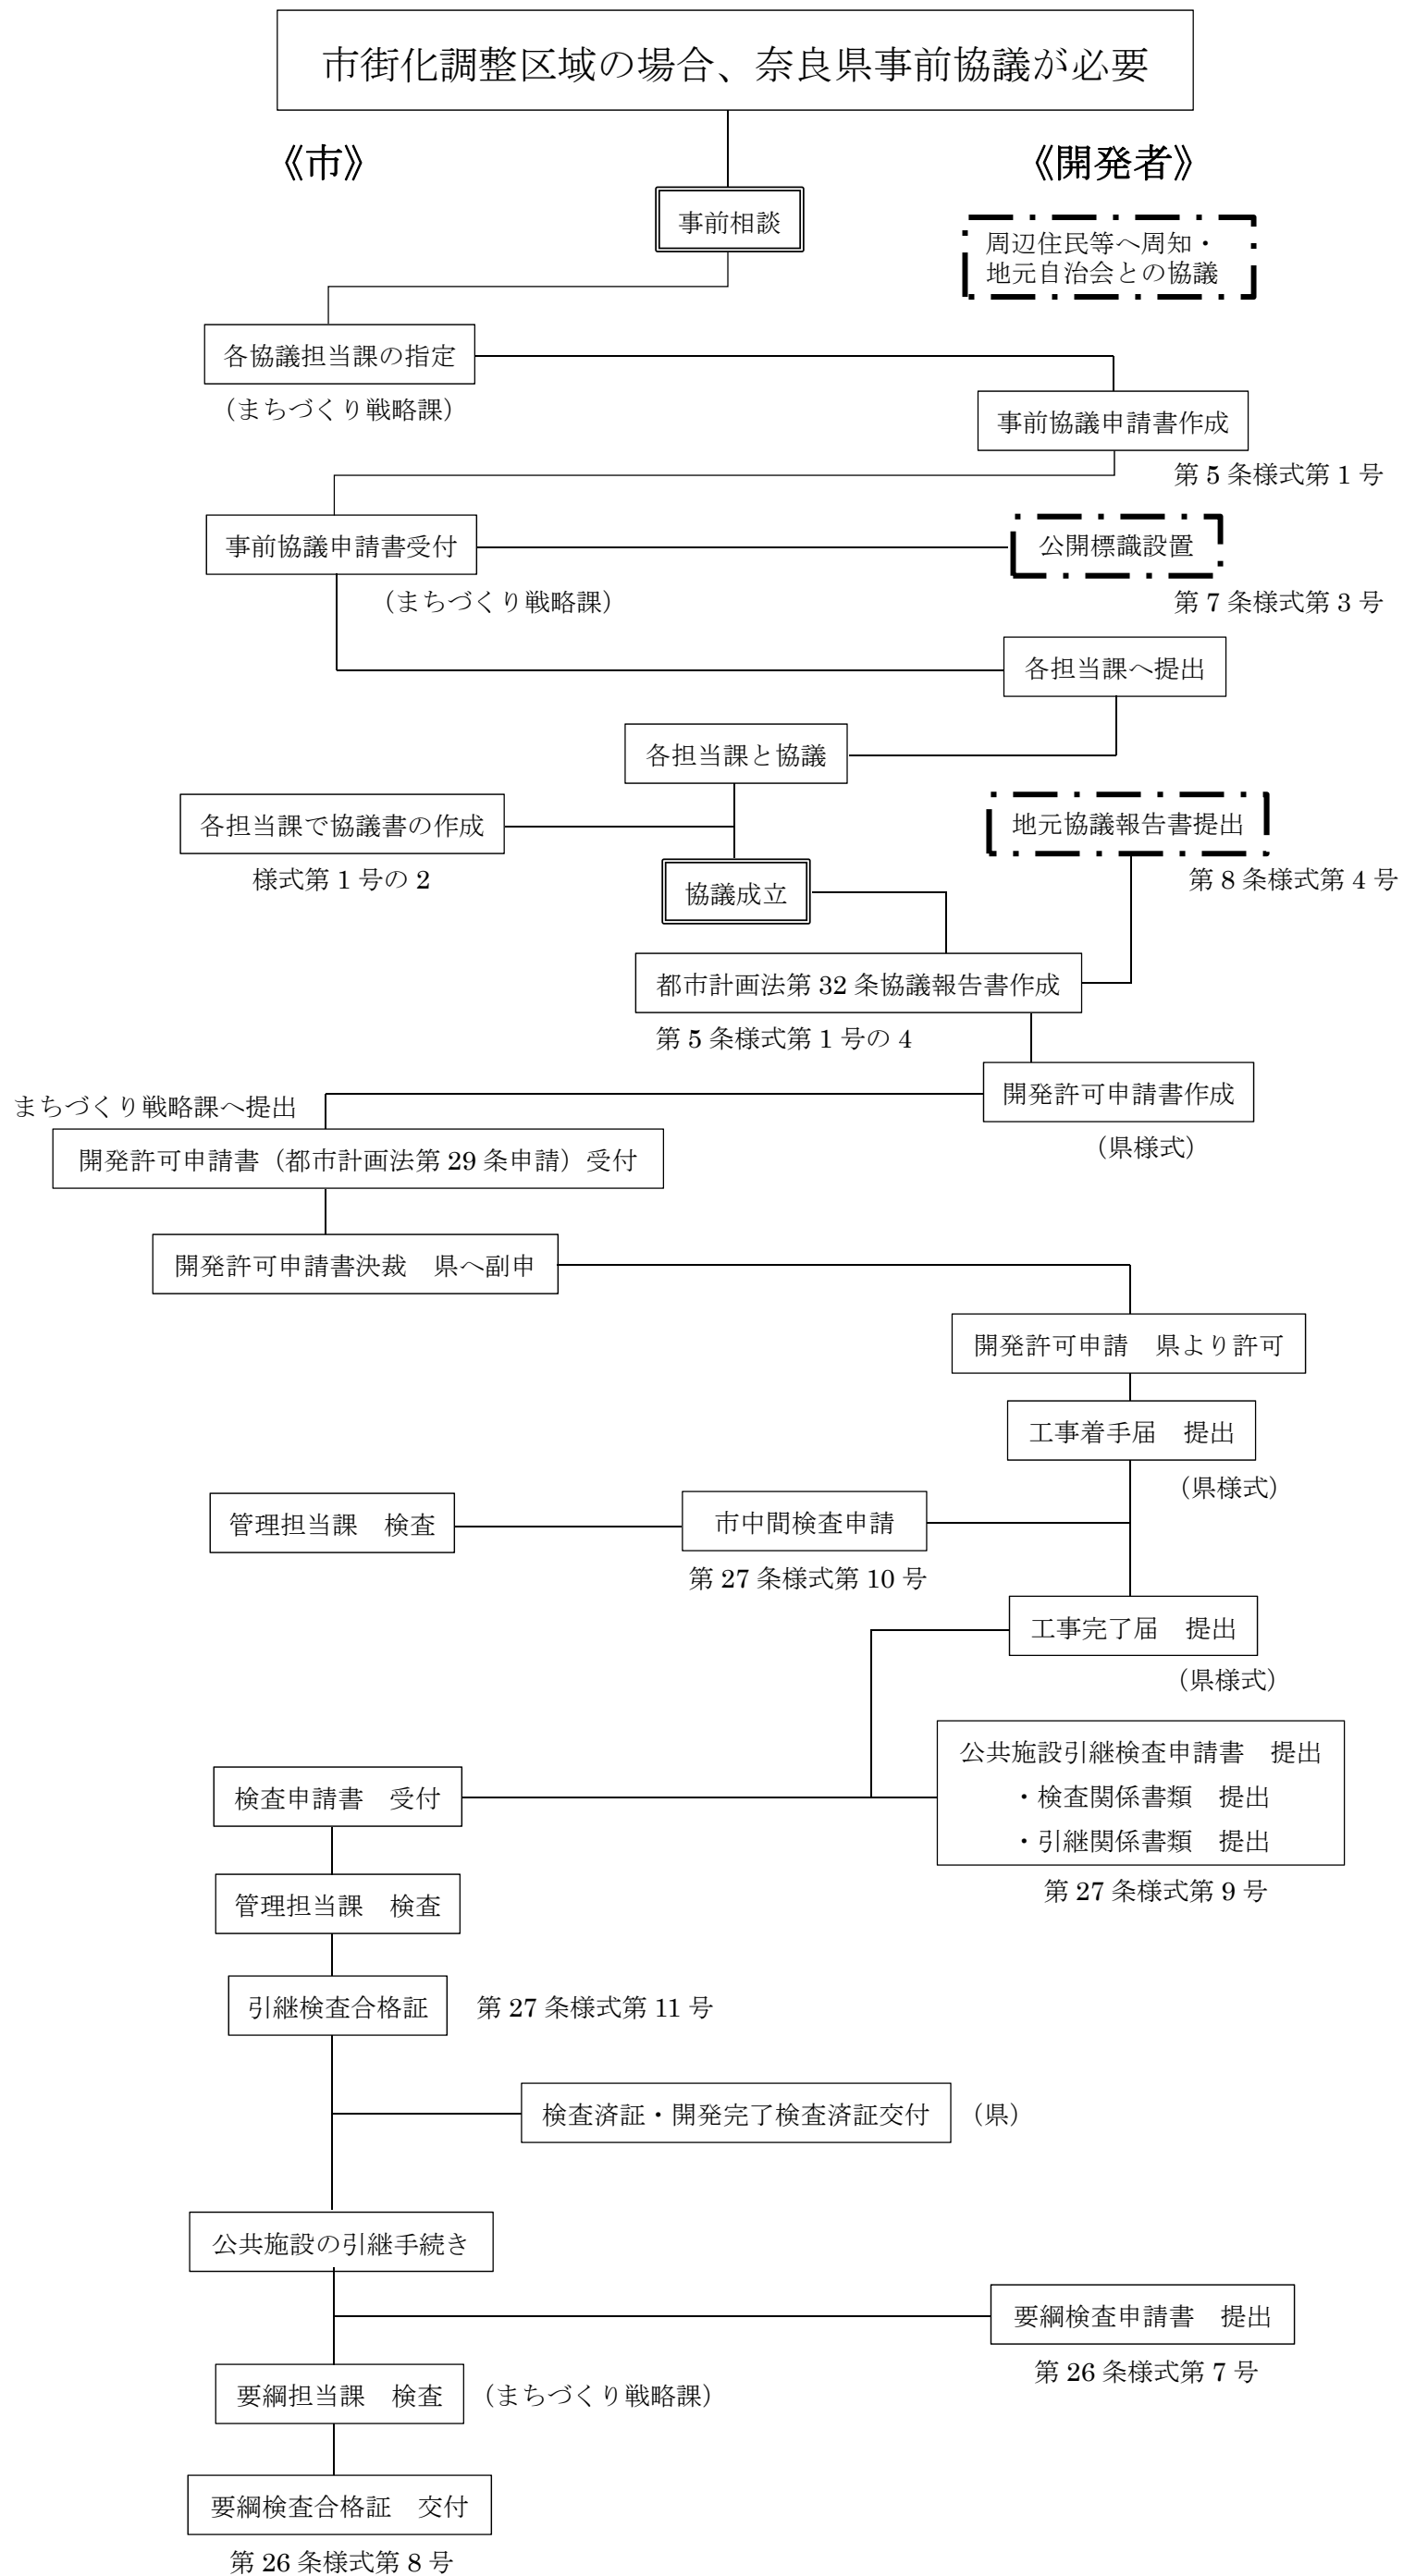 市街化調整区域の場合、奈良県事前協議が必要
《市》
《開発者》
事前相談
周辺住民等へ周知・
地元自治会との協議
各協議担当課の指定
（まちづくり戦略課）
事前協議申請書作成
第 5 条様式第 1 号
事前協議申請書受付
公開標識設置
（まちづくり戦略課）
第 7 条様式第 3 号
各担当課へ提出
各担当課と協議
各担当課で協議書の作成
地元協議報告書提出
様式第 1 号の 2
第 8 条様式第 4 号
協議成立
都市計画法第 32 条協議報告書作成
第 5 条様式第 1 号の 4
開発許可申請書作成
まちづくり戦略課へ提出
（県様式）
開発許可申請書（都市計画法第 29 条申請）受付
開発許可申請書決裁　県へ副申
開発許可申請　県より許可
工事着手届　提出
（県様式）
管理担当課　検査
市中間検査申請
第 27 条様式第 10 号
工事完了届　提出
（県様式）
公共施設引継検査申請書　提出
・検査関係書類　提出
・引継関係書類　提出
検査申請書　受付
第 27 条様式第 9 号
管理担当課　検査
引継検査合格証
第 27 条様式第 11 号
検査済証・開発完了検査済証交付
（県）
公共施設の引継手続き
要綱検査申請書　提出
第 26 条様式第 7 号
要綱担当課　検査
（まちづくり戦略課）
要綱検査合格証　交付
第 26 条様式第 8 号